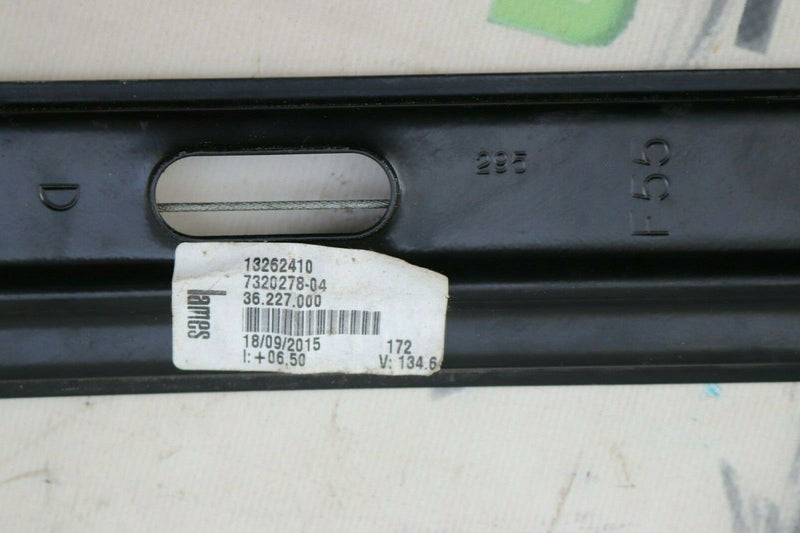 295
F55
D
lames
13262410
7320278-04
36.227.000
18/09/2015 172
I: +06.50 V: 134.6